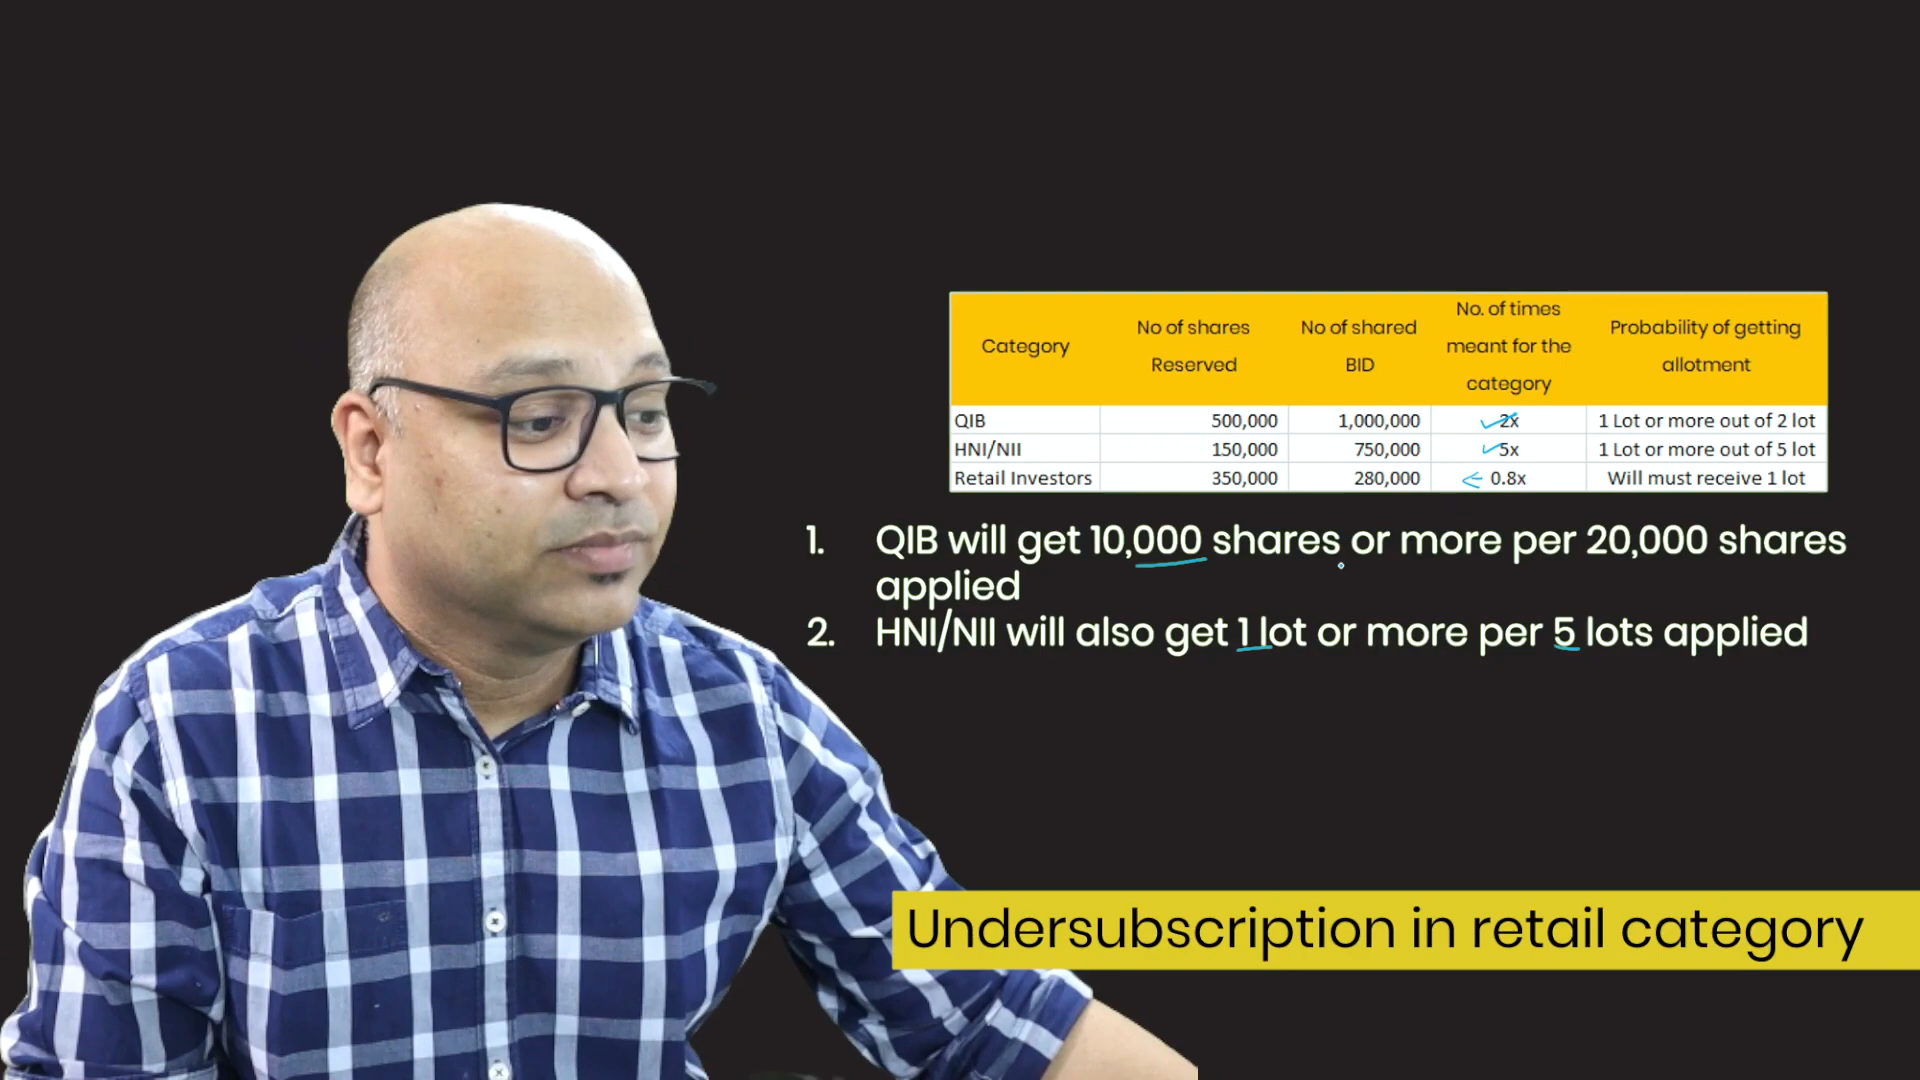 Category
No of shares
Reserved
No of shared
BID
No. of times
meant for the
category
Probability of getting
allotment
QIB 500,000 1,000,000 2x 1 Lot or more out of 2 lot
HNI/NII 150,000 750,000 5x 1 Lot or more out of 5 lot
Retail Investors 350,000 280,000 0.8x Will must receive 1 lot
1. QIB will get 10,000 shares or more per 20,000 shares
applied
2. HNI/NII will also get 1 lot or more per 5 lots applied
Undersubscription in retail category